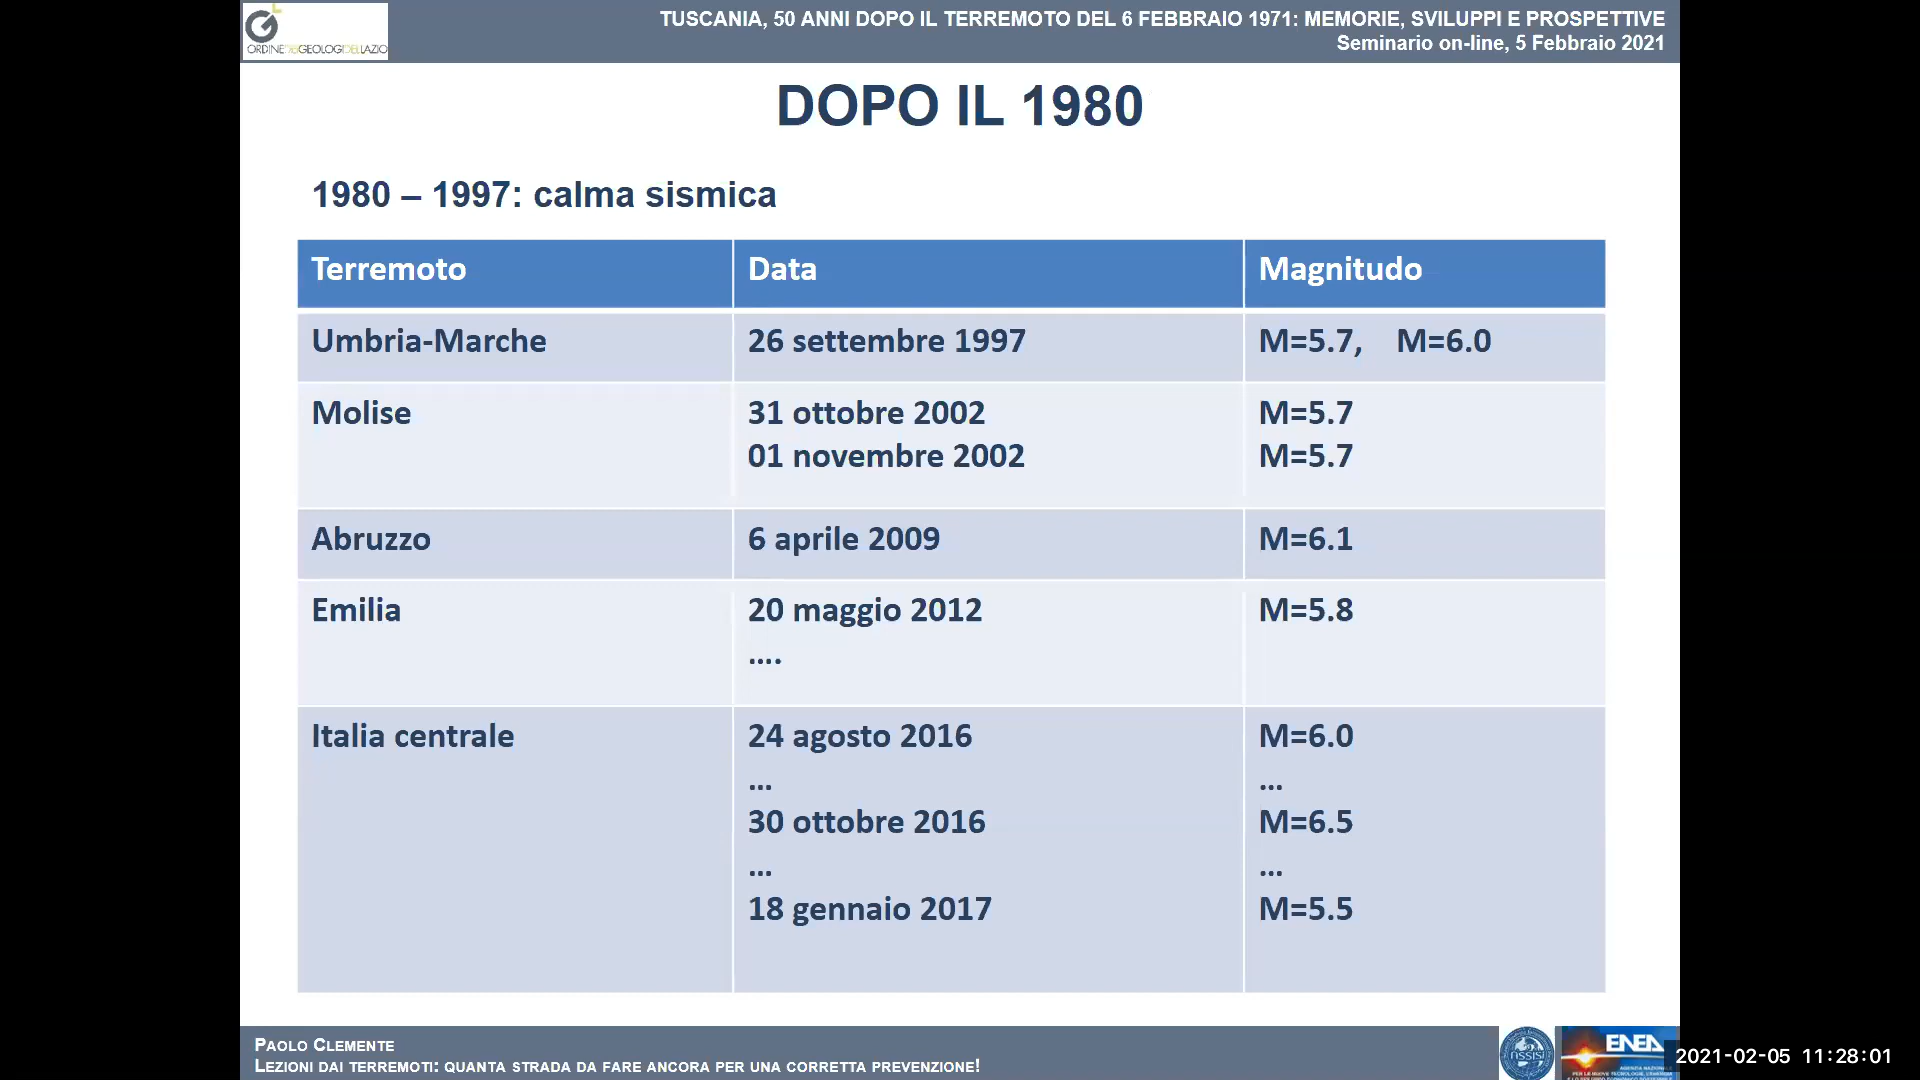 ORDINE DEI GEOLOGI DEL LAZIO
TUSCANIA, 50 ANNI DOPO IL TERREMOTO DEL 6 FEBBRAIO 1971: MEMORIE, SVILUPPI E PROSPETTIVE
Seminario on-line, 5 Febbraio 2021
DOPO IL 1980
1980 – 1997: calma sismica
Terremoto Data Magnitudo
Umbria-Marche 26 settembre 1997 M=5.7, M=6.0
Molise 31 ottobre 2002 M=5.7
01 novembre 2002 M=5.7
Abruzzo 6 aprile 2009 M=6.1
Emilia 20 maggio 2012 M=5.8
....
Italia centrale 24 agosto 2016 M=6.0
... ...
30 ottobre 2016 M=6.5
... ...
18 gennaio 2017 M=5.5
PAOLO CLEMENTE
LEZIONI DAI TERREMOTI: QUANTA STRADA DA FARE ANCORA PER UNA CORRETTA PREVENZIONE!
ENEA
2021-02-05 11:28:01